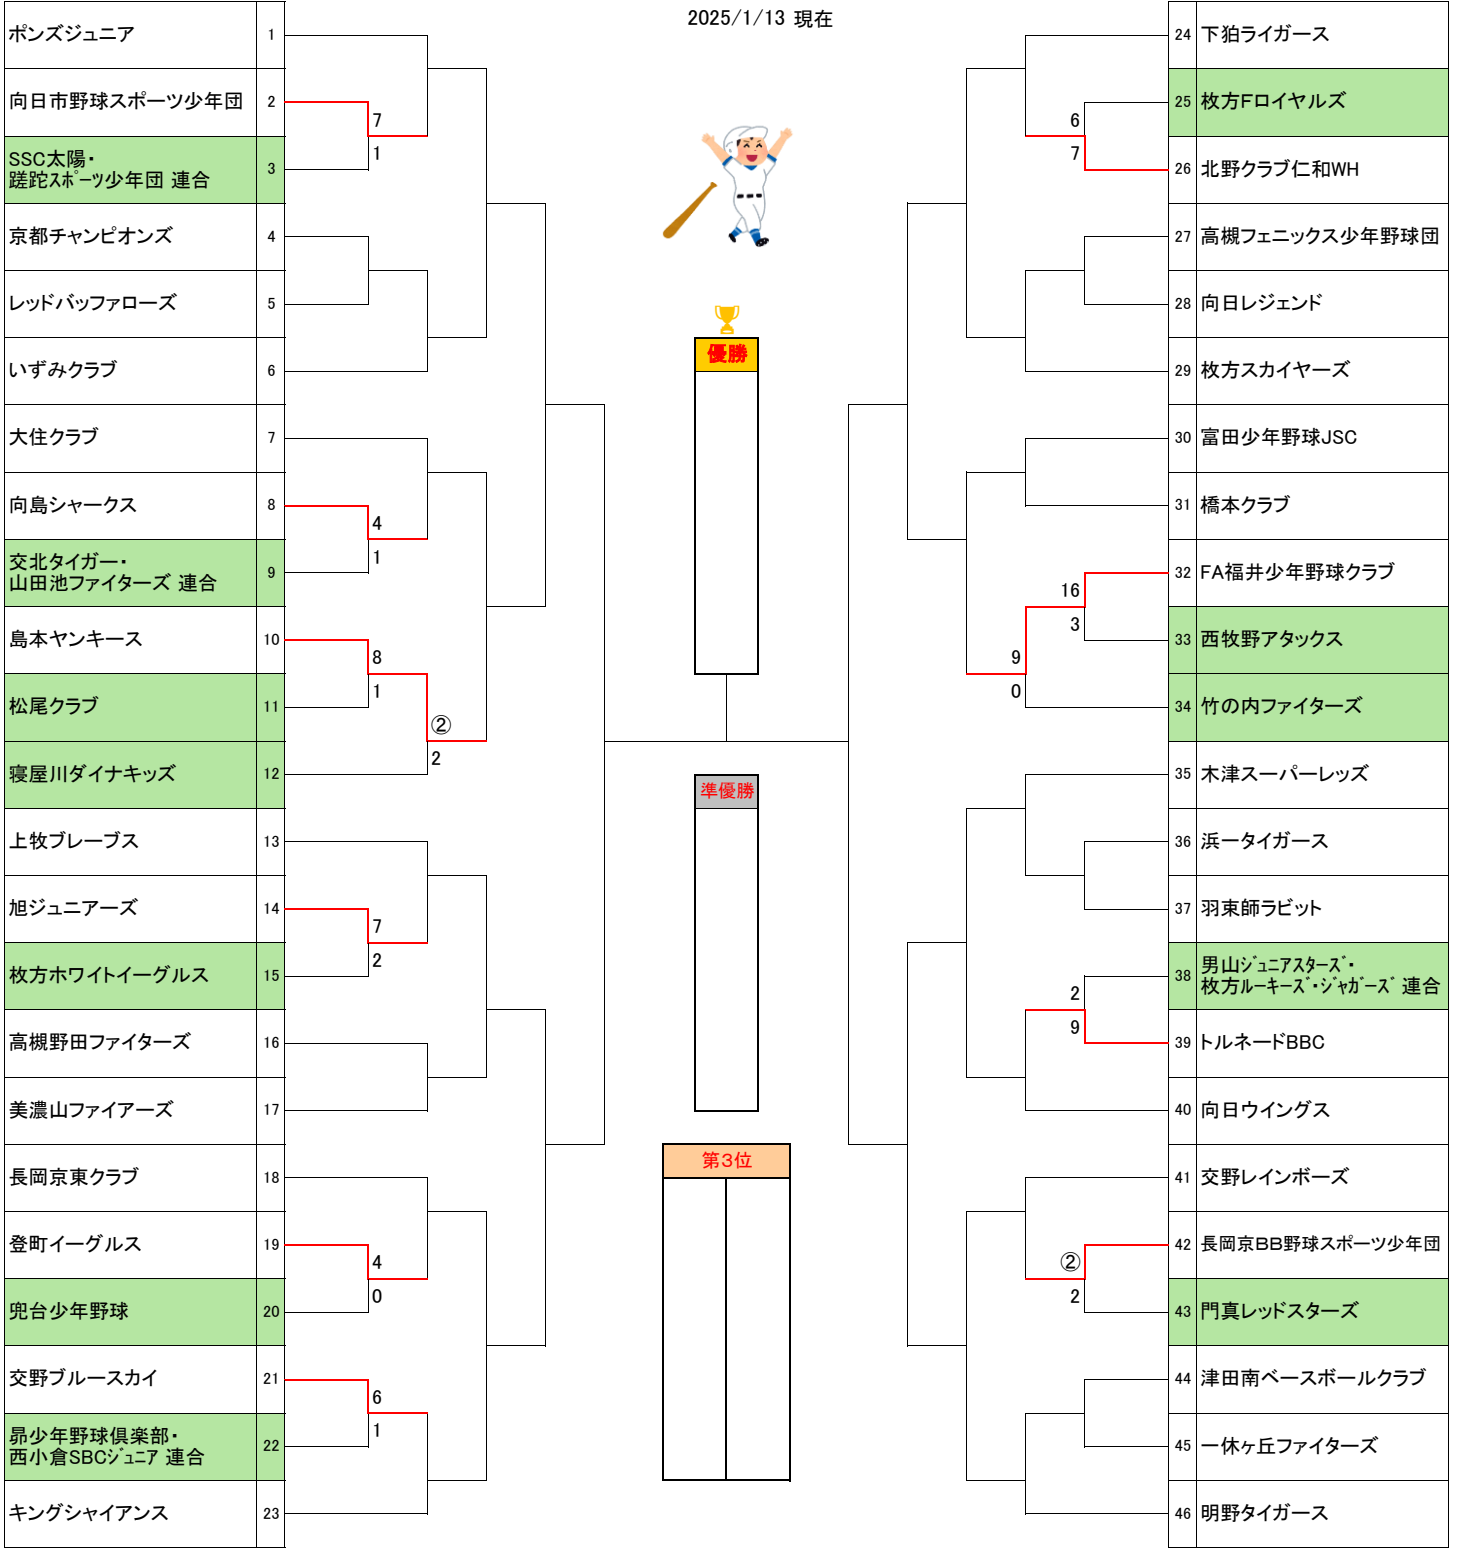 2025/1/13 現在
ポンズジュニア 1
向日市野球スポーツ少年団 2
7
1
SSC太陽・
蹉跎ｽﾎﾟｰﾂ少年団 連合 3
京都チャンピオンズ 4
レッドバッファローズ 5
いずみクラブ 6
大住クラブ 7
向島シャークス 8
4
1
交北タイガー・
山田池ファイターズ 連合 9
島本ヤンキース 10
8
1
松尾クラブ 11
②
2
寝屋川ダイナキッズ 12
上牧ブレーブス 13
旭ジュニアーズ 14
7
2
枚方ホワイトイーグルス 15
高槻野田ファイターズ 16
美濃山ファイアーズ 17
長岡京東クラブ 18
登町イーグルス 19
4
0
兜台少年野球 20
交野ブルースカイ 21
6
1
昴少年野球倶楽部・
西小倉SBCｼﾞｭﾆｱ 連合 22
キングシャイアンス 23
優勝
準優勝
第3位
24 下狛ライガース
25 枚方Fロイヤルズ
6
7
26 北野クラブ仁和WH
27 高槻フェニックス少年野球団
28 向日レジェンド
29 枚方スカイヤーズ
30 富田少年野球JSC
31 橋本クラブ
32 FA福井少年野球クラブ
16
3
33 西牧野アタックス
9
0
34 竹の内ファイターズ
35 木津スーパーレッズ
36 浜一タイガース
37 羽束師ラビット
38 男山ｼﾞｭﾆｱｽﾀｰｽﾞ・
枚方ﾙｰｷｰｽﾞ・ｼﾞｬｶﾞｰｽﾞ 連合
2
9
39 トルネードBBC
40 向日ウイングス
41 交野レインボーズ
42 長岡京BB野球スポーツ少年団
②
2
43 門真レッドスターズ
44 津田南ベースボールクラブ
45 一休ヶ丘ファイターズ
46 明野タイガース